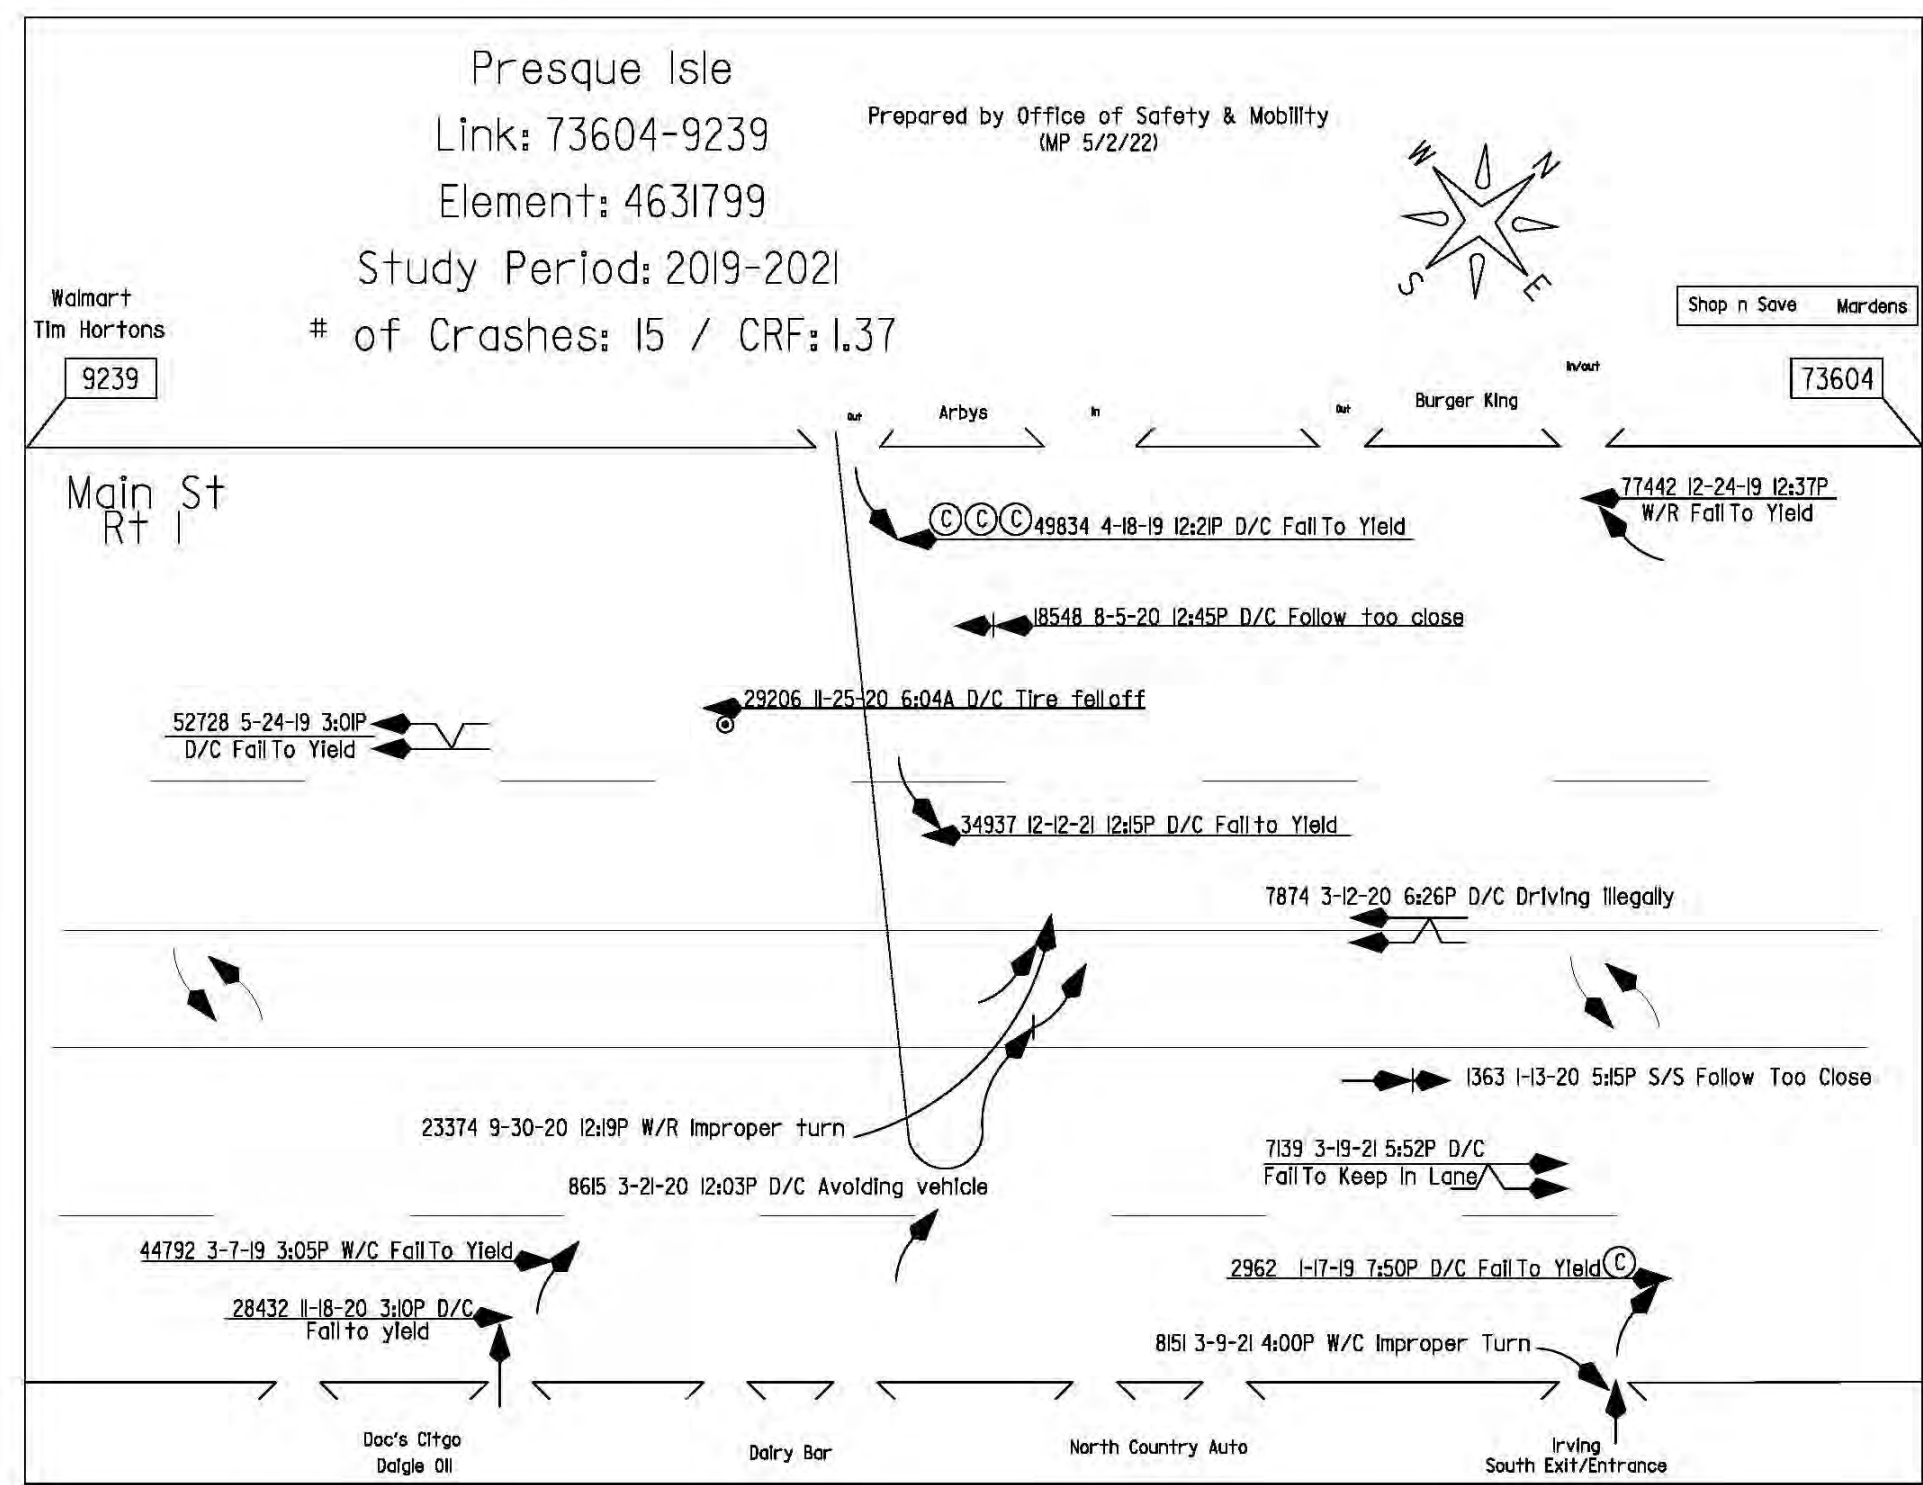 Presque Isle
Link: 73604-9239
Element: 4631799
Study Period: 2019-2021
# of Crashes: 15 / CRF: 1.37
Prepared by Office of Safety & Mobility
(MP 5/2/22)
W
N
S
E
Walmart
Tim Hortons
9239
Shop n Save Mardens
73604
Out
Arbys
In
Out
Burger King
In/out
Main St
Rt 1
77442 12-24-19 12:37P
W/R Fail To Yield
C C C 49834 4-18-19 12:21P D/C Fail To Yield
18548 8-5-20 12:45P D/C Follow too close
29206 11-25-20 6:04A D/C Tire fell off
52728 5-24-19 3:01P
D/C Fail To Yield
34937 12-12-21 12:15P D/C Fail to Yield
7874 3-12-20 6:26P D/C Driving illegally
1363 1-13-20 5:15P S/S Follow Too Close
23374 9-30-20 12:19P W/R Improper turn
7139 3-19-21 5:52P D/C
Fail To Keep In Lane
8615 3-21-20 12:03P D/C Avoiding vehicle
44792 3-7-19 3:05P W/C Fail To Yield
2962 1-17-19 7:50P D/C Fail To Yield C
28432 11-18-20 3:10P D/C
Fail to yield
8151 3-9-21 4:00P W/C Improper Turn
Doc's Citgo
Daigle Oil
Dairy Bar
North Country Auto
Irving
South Exit/Entrance